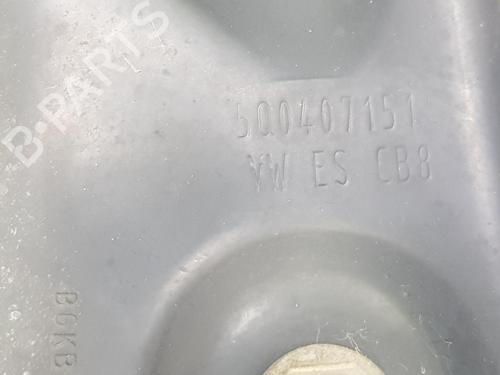 B-PARTS
5Q0407151
VW ES CB8
BGKB